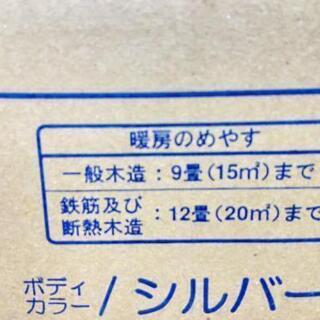 暖房のめやす
一般木造：9畳（15㎡）まで
鉄筋及び
断熱木造：12畳（20㎡）まで
ボディ
カラー／シルバー